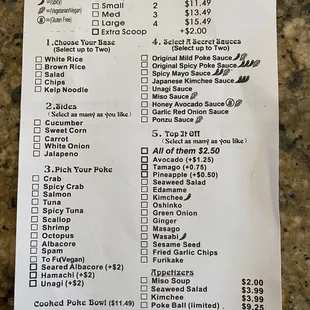 (Spicy)
=(Vegetarian/Vegan)
=(Gluten Free)
Small 2 $11.49
Med 3 $13.49
Large 4 $15.49
Extra Scoop +$2.00
1.Choose Your Base
(Select up to Two)
White Rice
Brown Rice
Salad
Chips
Kelp Noodle
2.Sides
(Select as many as you like)
Cucumber
Sweet Corn
Carrot
White Onion
Jalapeno
3.Pick Your Poke
Crab
Spicy Crab
Salmon
Tuna
Spicy Tuna
Scallop
Shrimp
Octopus
Albacore
Spam
To Fu(Vegan)
Seared Albacore (+$2)
Hamachi (+$2)
Unagi (+$2)
Cooked Poke Bowl ($11.49)
4. Select A Secret Sauces
(Select up to Two)
Original Mild Poke Sauce
Original Spicy Poke Sauce
Spicy Mayo Sauce
Japanese Kimchee Sauce
Unagi Sauce
Miso Sauce
Honey Avocado Sauce
Garlic Red Onion Sauce
Ponzu Sauce
5. Top It Off
(Select as many as you like)
All of them $2.50
Avocado (+$1.25)
Tamago (+0.75)
Pineapple (+$0.50)
Seaweed Salad
Edamame
Kimchee
Oshinko
Green Onion
Ginger
Masago
Wasabi
Sesame Seed
Fried Garlic Chips
Furikake
Appetizers
Miso Soup $2.00
Seaweed Salad $3.99
Kimchee $3.99
Poke Ball (limited) $9.25